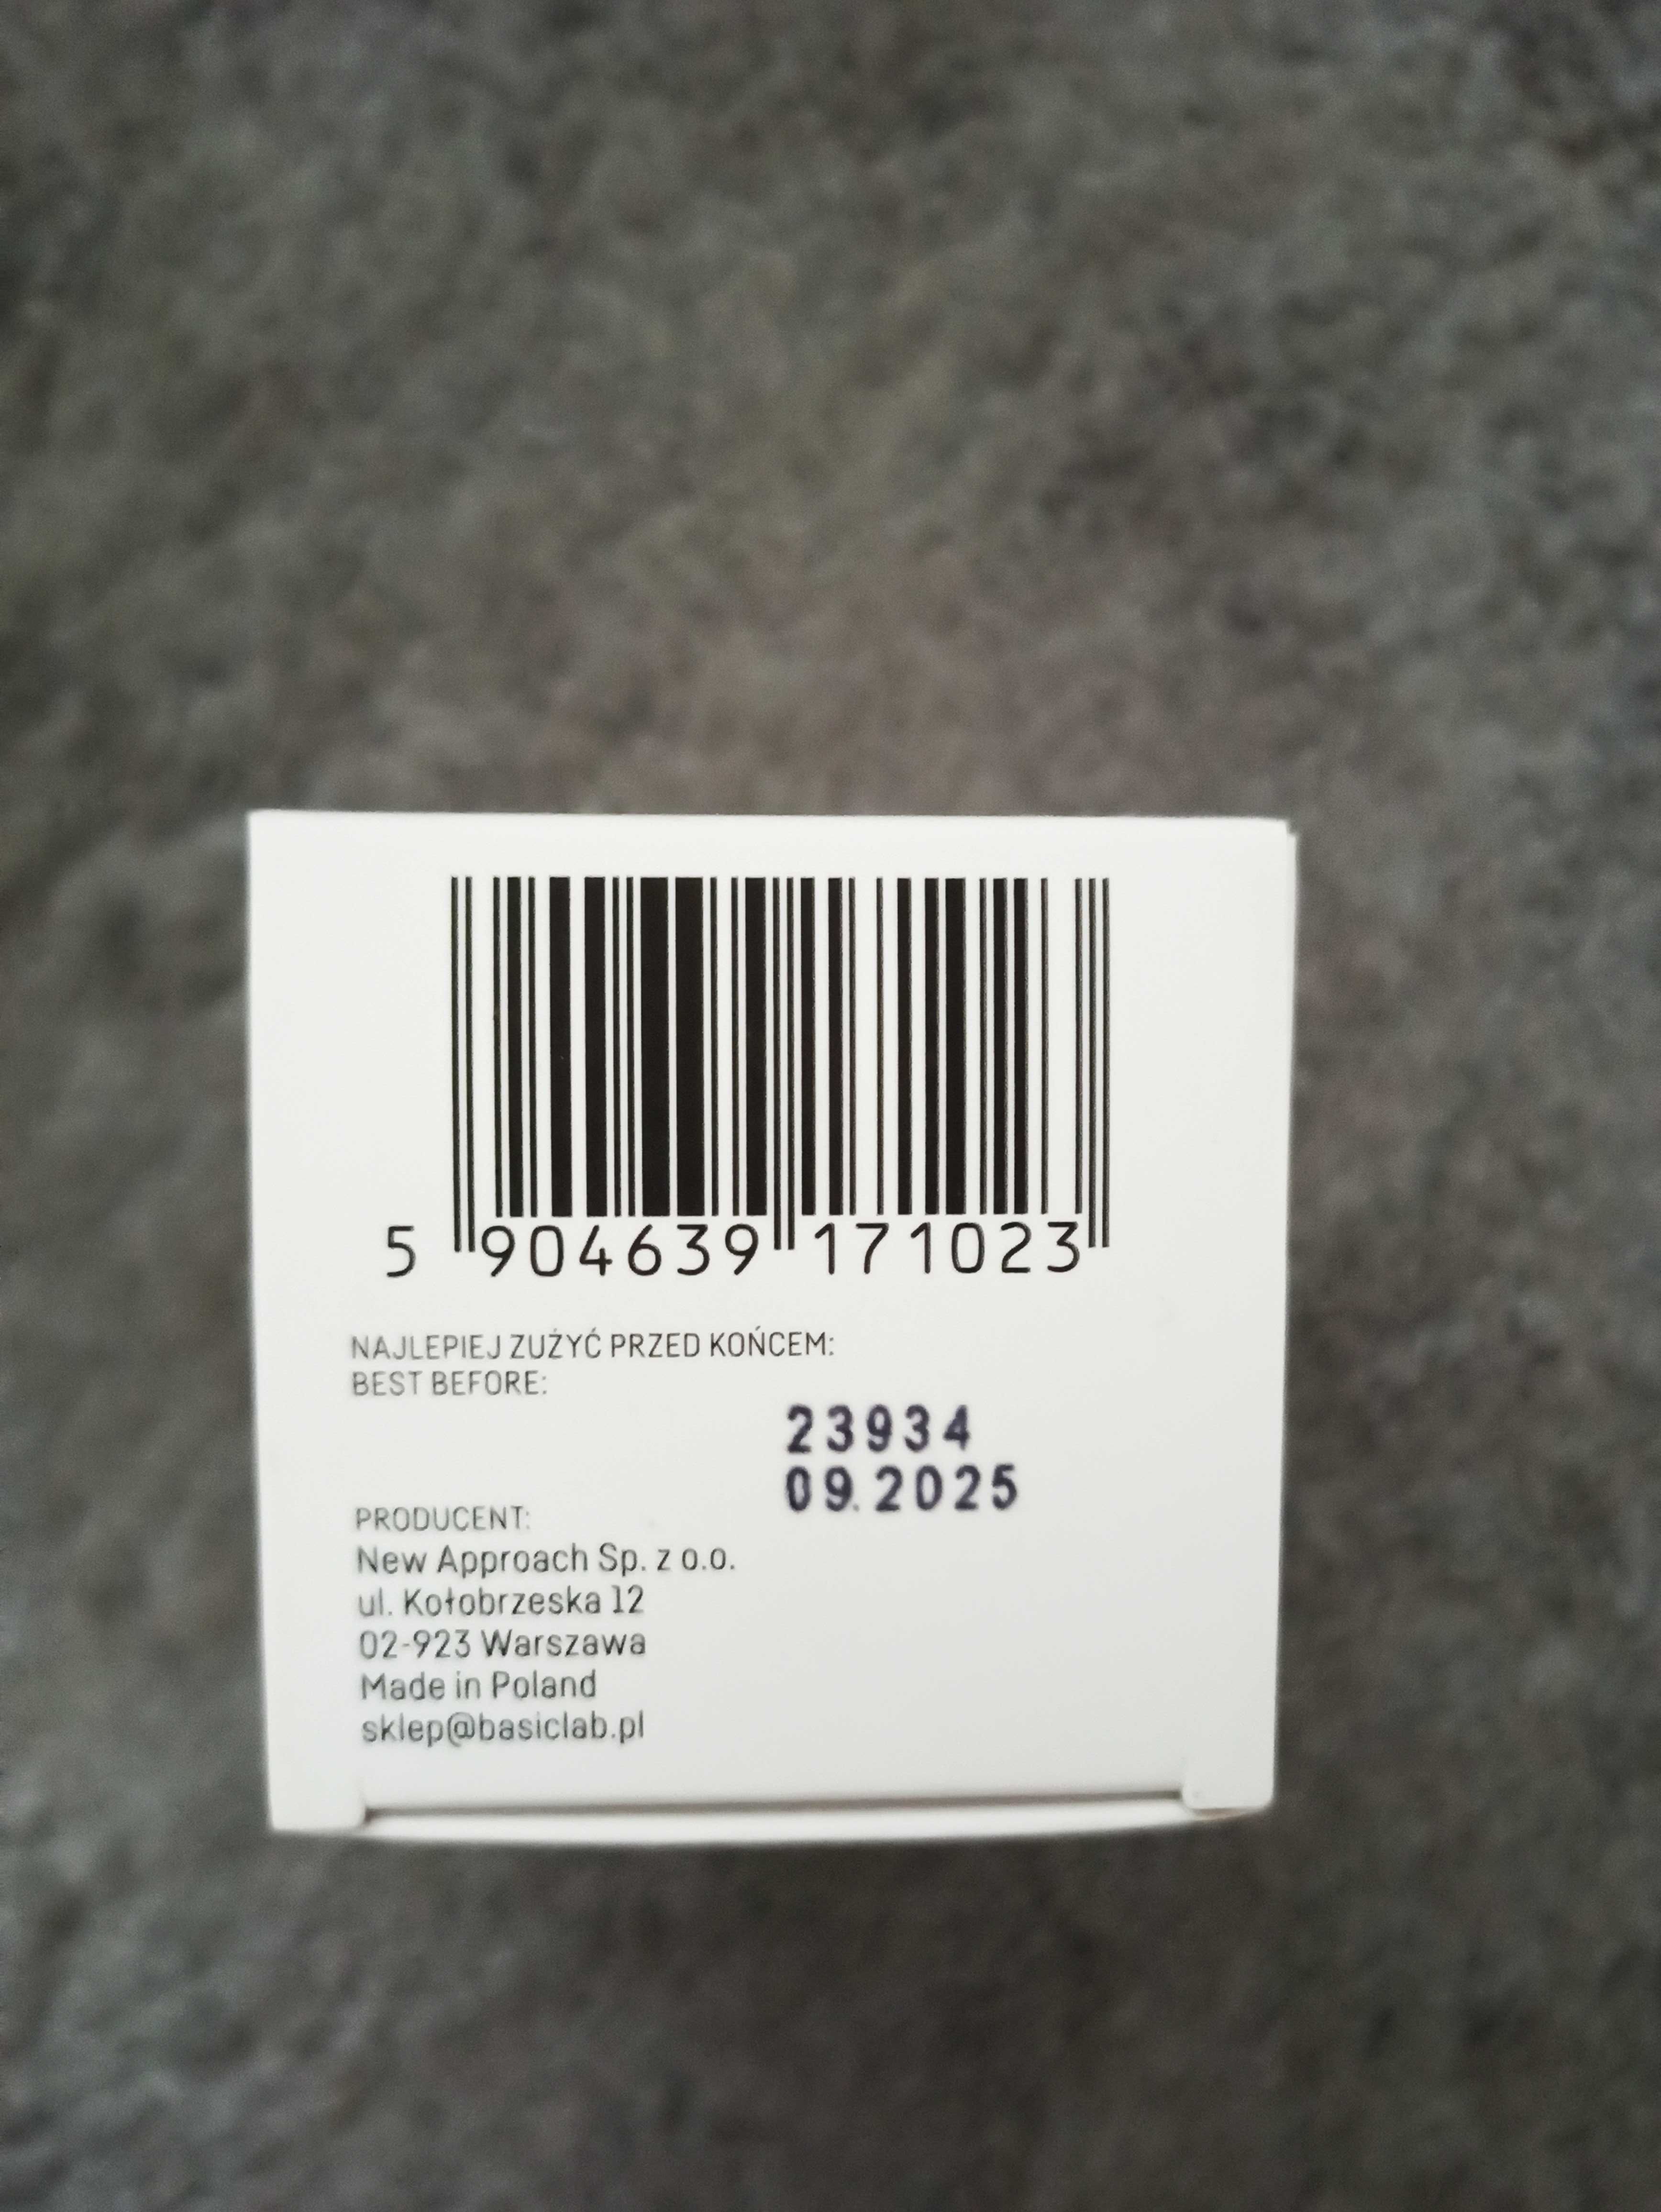 5 904639 171023
NAJLEPIEJ ZUŻYĆ PRZED KOŃCEM:
BEST BEFORE:
23934
09.2025
PRODUCENT:
New Approach Sp. z o.o.
ul. Kołobrzeska 12
02-923 Warszawa
Made in Poland
sklep@basiclab.pl